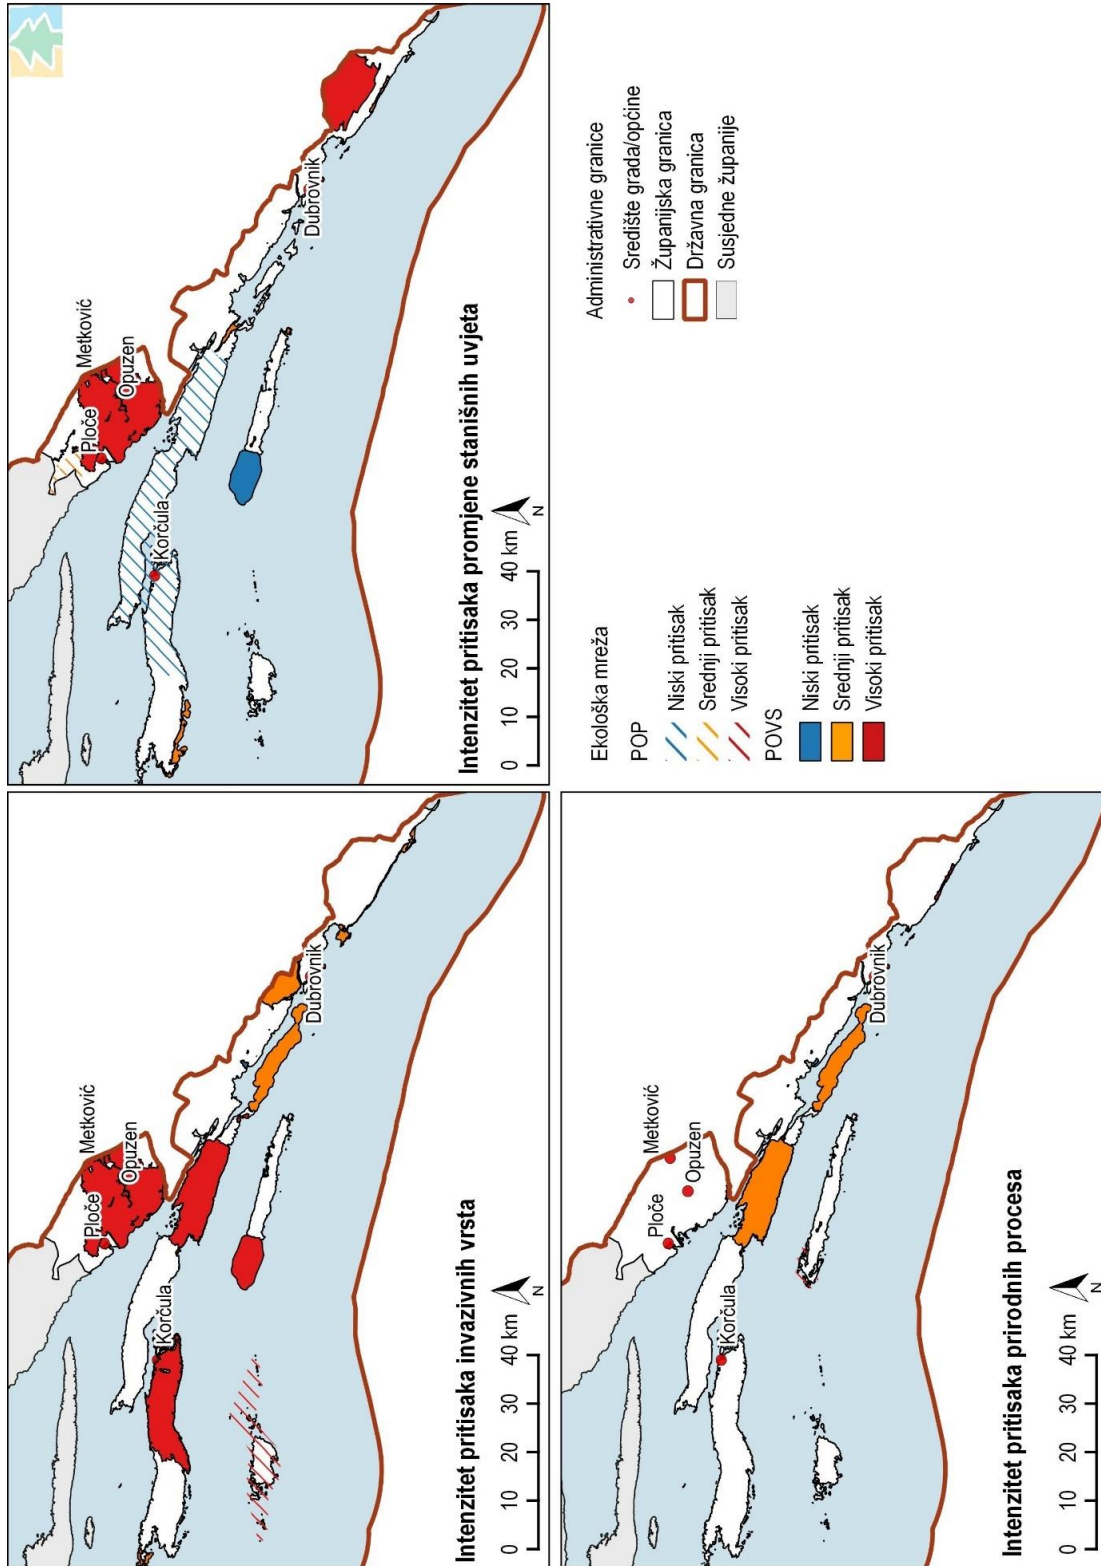 Metković
Ploče
Opuzen
Korčula
Dubrovnik
Intenzitet pritisaka invazivnih vrsta
0 10 20 30 40 km
N
Metković
Ploče
Opuzen
Korčula
Dubrovnik
Intenzitet pritisaka promjene stanišnih uvjeta
0 10 20 30 40 km
N
Metković
Ploče
Opuzen
Korčula
Dubrovnik
Intenzitet pritisaka prirodnih procesa
0 10 20 30 40 km
N
Ekološka mreža
POP
Niski pritisak
Srednji pritisak
Visoki pritisak
POVS
Niski pritisak
Srednji pritisak
Visoki pritisak
Administrativne granice
Središte grada/općine
Županijska granica
Državna granica
Susjedne županije